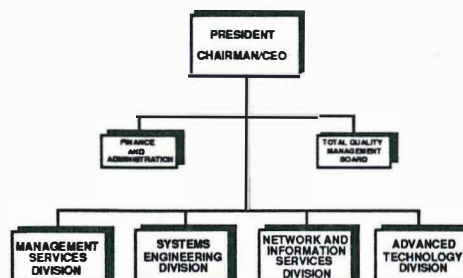 PRESIDENT
CHAIRMAN/CEO
FINANCE
AND
ADMINISTRATION
TOTAL QUALITY
MANAGEMENT
BOARD
MANAGEMENT
SERVICES
DIVISION
SYSTEMS
ENGINEERING
DIVISION
NETWORK AND
INFORMATION
SERVICES
DIVISION
ADVANCED
TECHNOLOGY
DIVISION